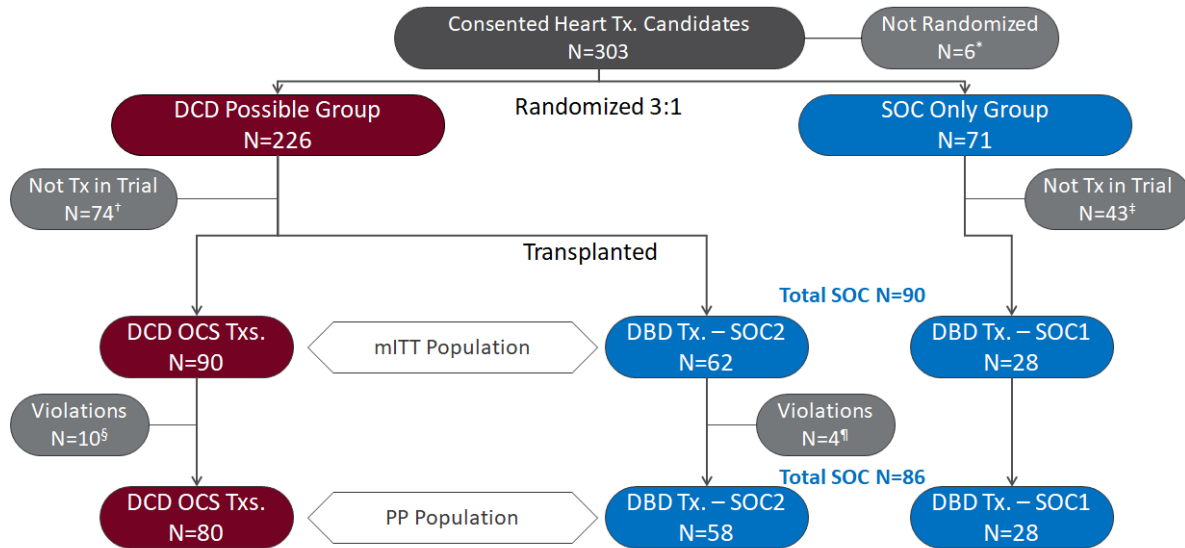 Consented Heart Tx. Candidates
N=303
Not Randomized
N=6*
DCD Possible Group
N=226
Randomized 3:1
SOC Only Group
N=71
Not Tx in Trial
N=74†
Not Tx in Trial
N=43‡
Transplanted
Total SOC N=90
DCD OCS Txs.
N=90
mITT Population
DBD Tx. – SOC2
N=62
DBD Tx. – SOC1
N=28
Violations
N=10§
Violations
N=4¶
Total SOC N=86
DCD OCS Txs.
N=80
PP Population
DBD Tx. – SOC2
N=58
DBD Tx. – SOC1
N=28